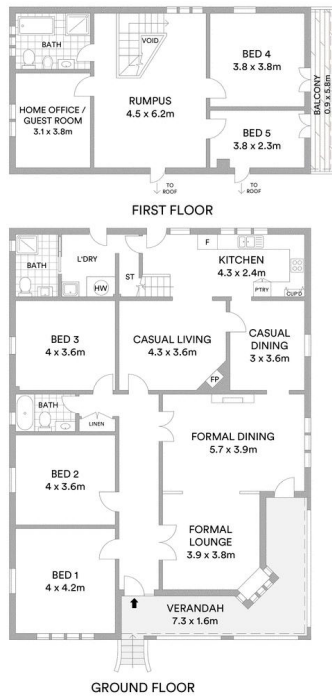 BATH
VOID
BED 4
3.8 x 3.8m
HOME OFFICE /
GUEST ROOM
3.1 x 3.8m
RUMPUS
4.5 x 6.2m
BALCONY
0.9 x 5.8m
BED 5
3.8 x 2.3m
TO
ROOF
TO
ROOF
FIRST FLOOR
BATH
L'DRY
HW
ST
F
KITCHEN
4.3 x 2.4m
PTRY
CUP'D
BED 3
4 x 3.6m
CASUAL LIVING
4.3 x 3.6m
CASUAL
DINING
3 x 3.6m
FP
BATH
LINEN
FORMAL DINING
5.7 x 3.9m
BED 2
4 x 3.6m
FORMAL
LOUNGE
3.9 x 3.8m
BED 1
4 x 4.2m
VERANDAH
7.3 x 1.6m
GROUND FLOOR